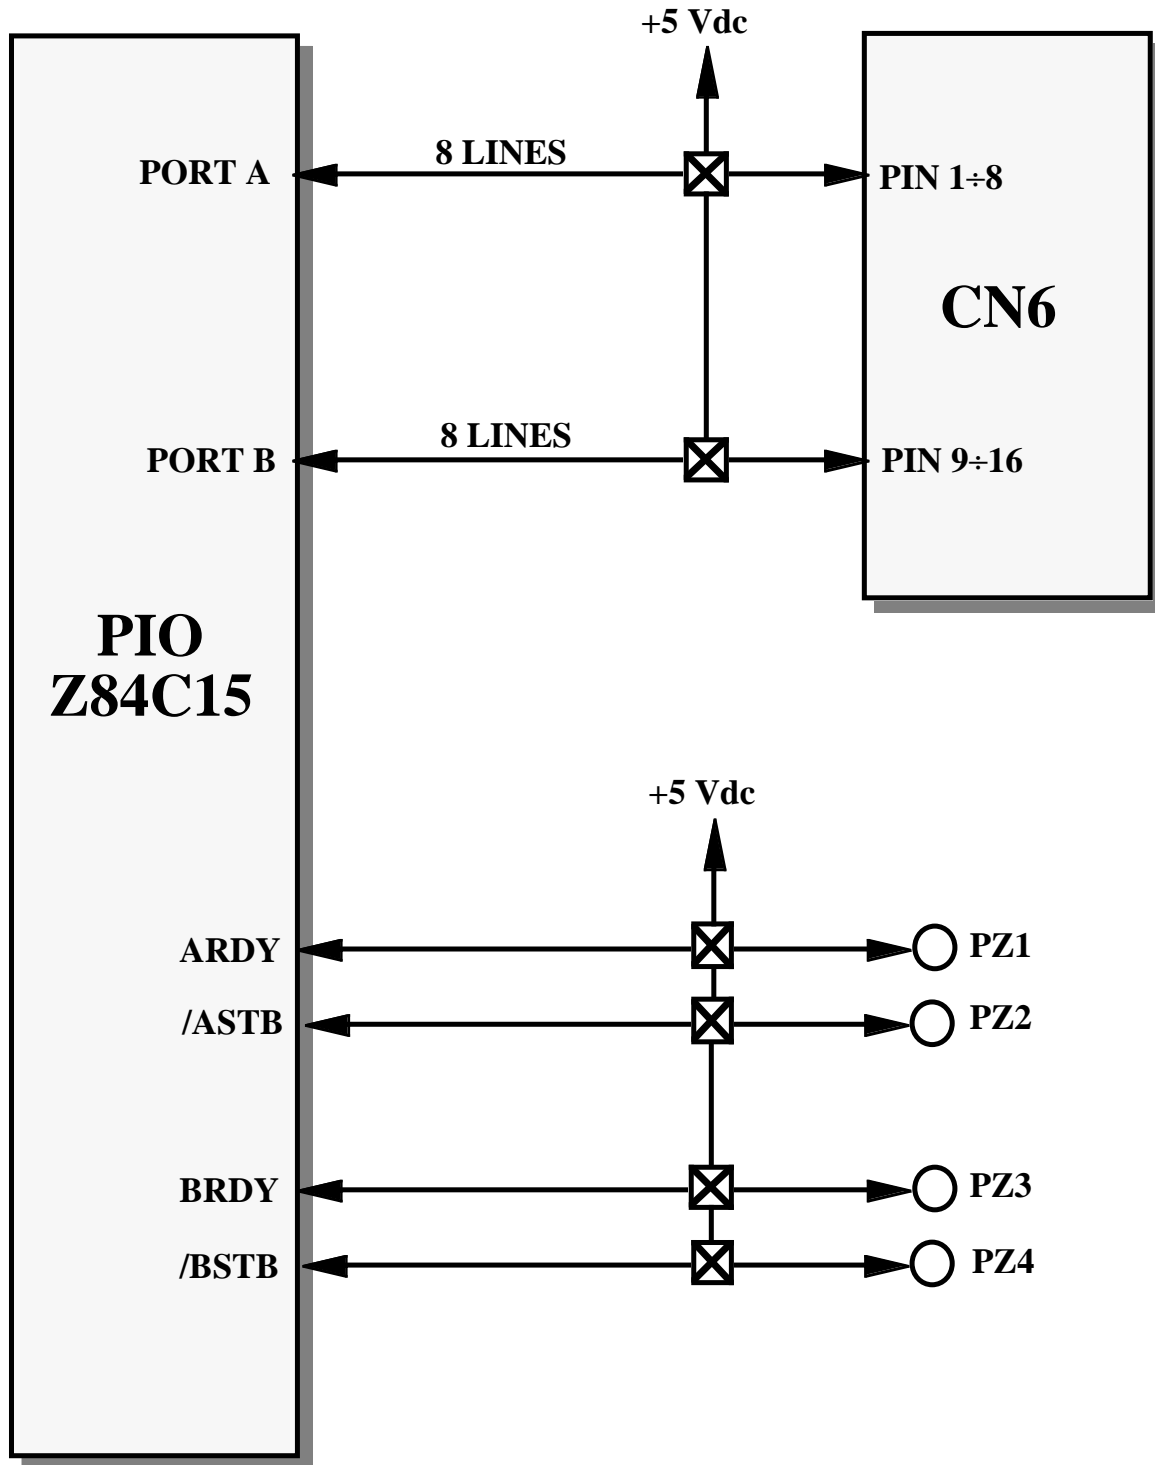 +5 Vdc
8 LINES
PORT A
PIN 1÷8
CN6
8 LINES
PORT B
PIN 9÷16
PIO
Z84C15
+5 Vdc
ARDY
PZ1
/ASTB
PZ2
BRDY
PZ3
/BSTB
PZ4